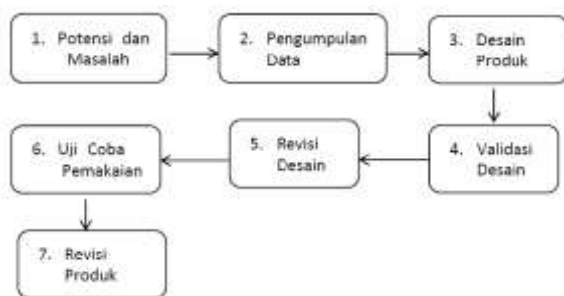 1. Potensi dan
Masalah
2. Pengumpulan
Data
3. Desain
Produk
4. Validasi
Desain
5. Revisi
Desain
6. Uji Coba
Pemakaian
7. Revisi
Produk